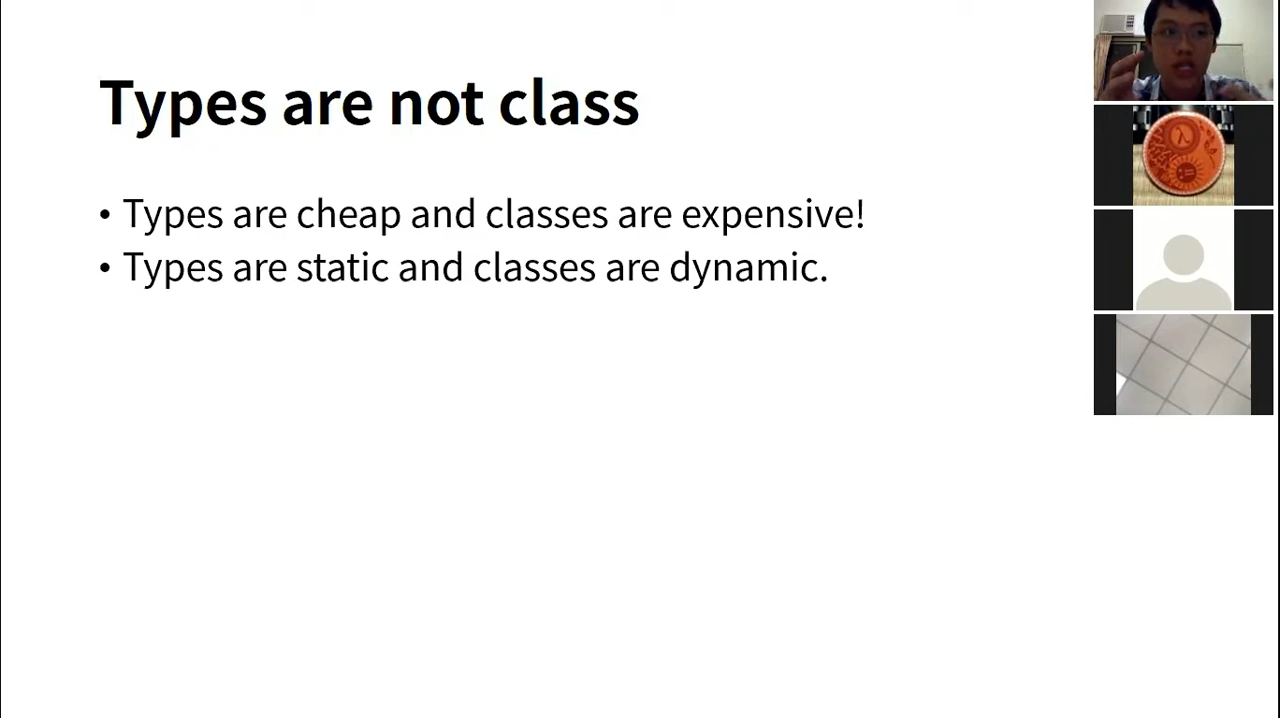 Types are not class
• Types are cheap and classes are expensive!
• Types are static and classes are dynamic.
λ